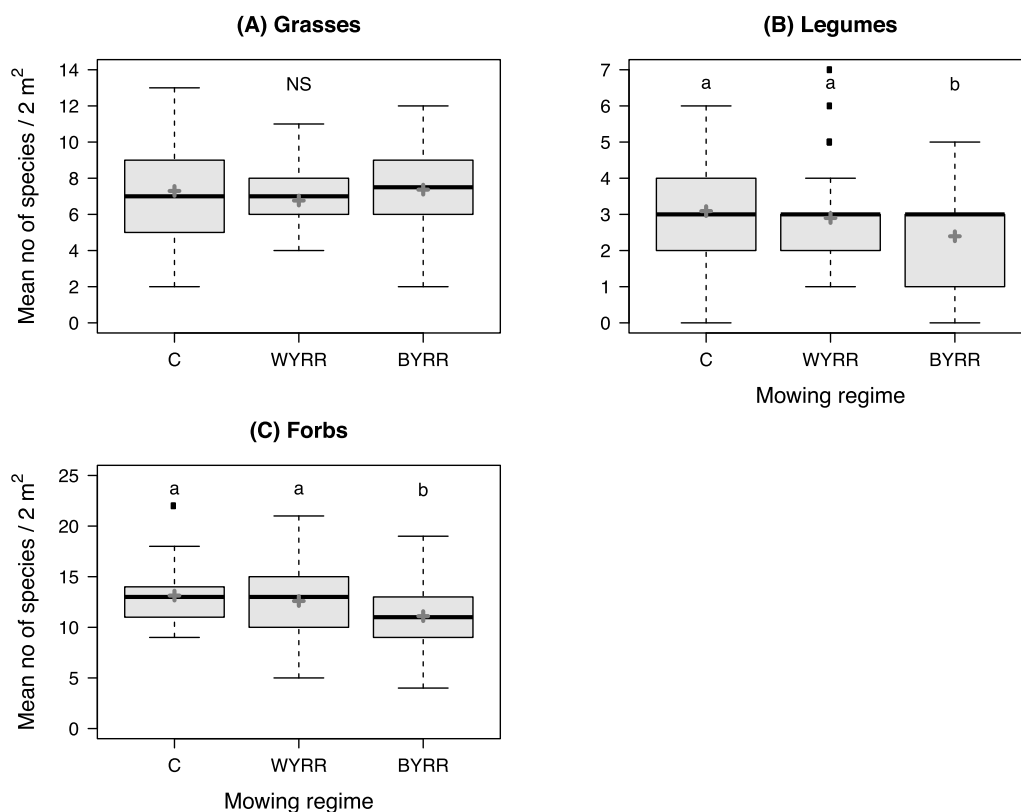 (A) Grasses
Mean no of species / 2 m²
14
12
10
8
6
4
2
0
NS
C WYRR BYRR
(B) Legumes
7
6
5
4
3
2
1
0
a a b
C WYRR BYRR
Mowing regime
(C) Forbs
Mean no of species / 2 m²
25
20
15
10
5
0
a a b
C WYRR BYRR
Mowing regime